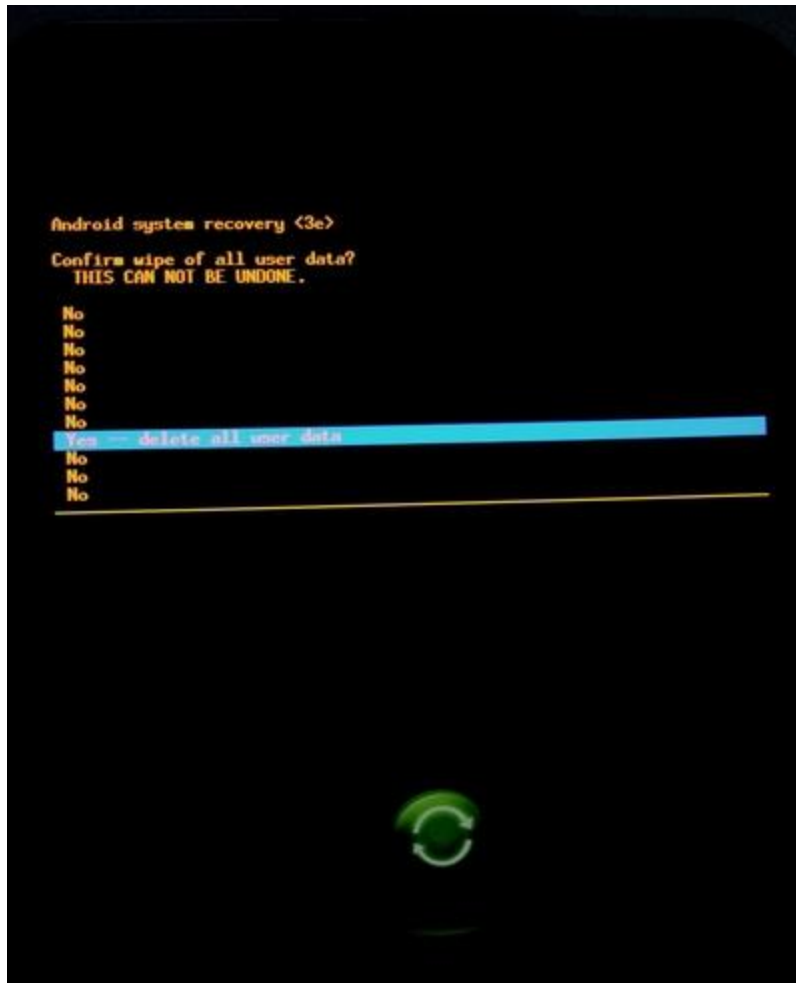 Android system recovery <3e>
Confirm wipe of all user data?
THIS CAN NOT BE UNDONE.
No
No
No
No
No
No
No
Yes -- delete all user data
No
No
No